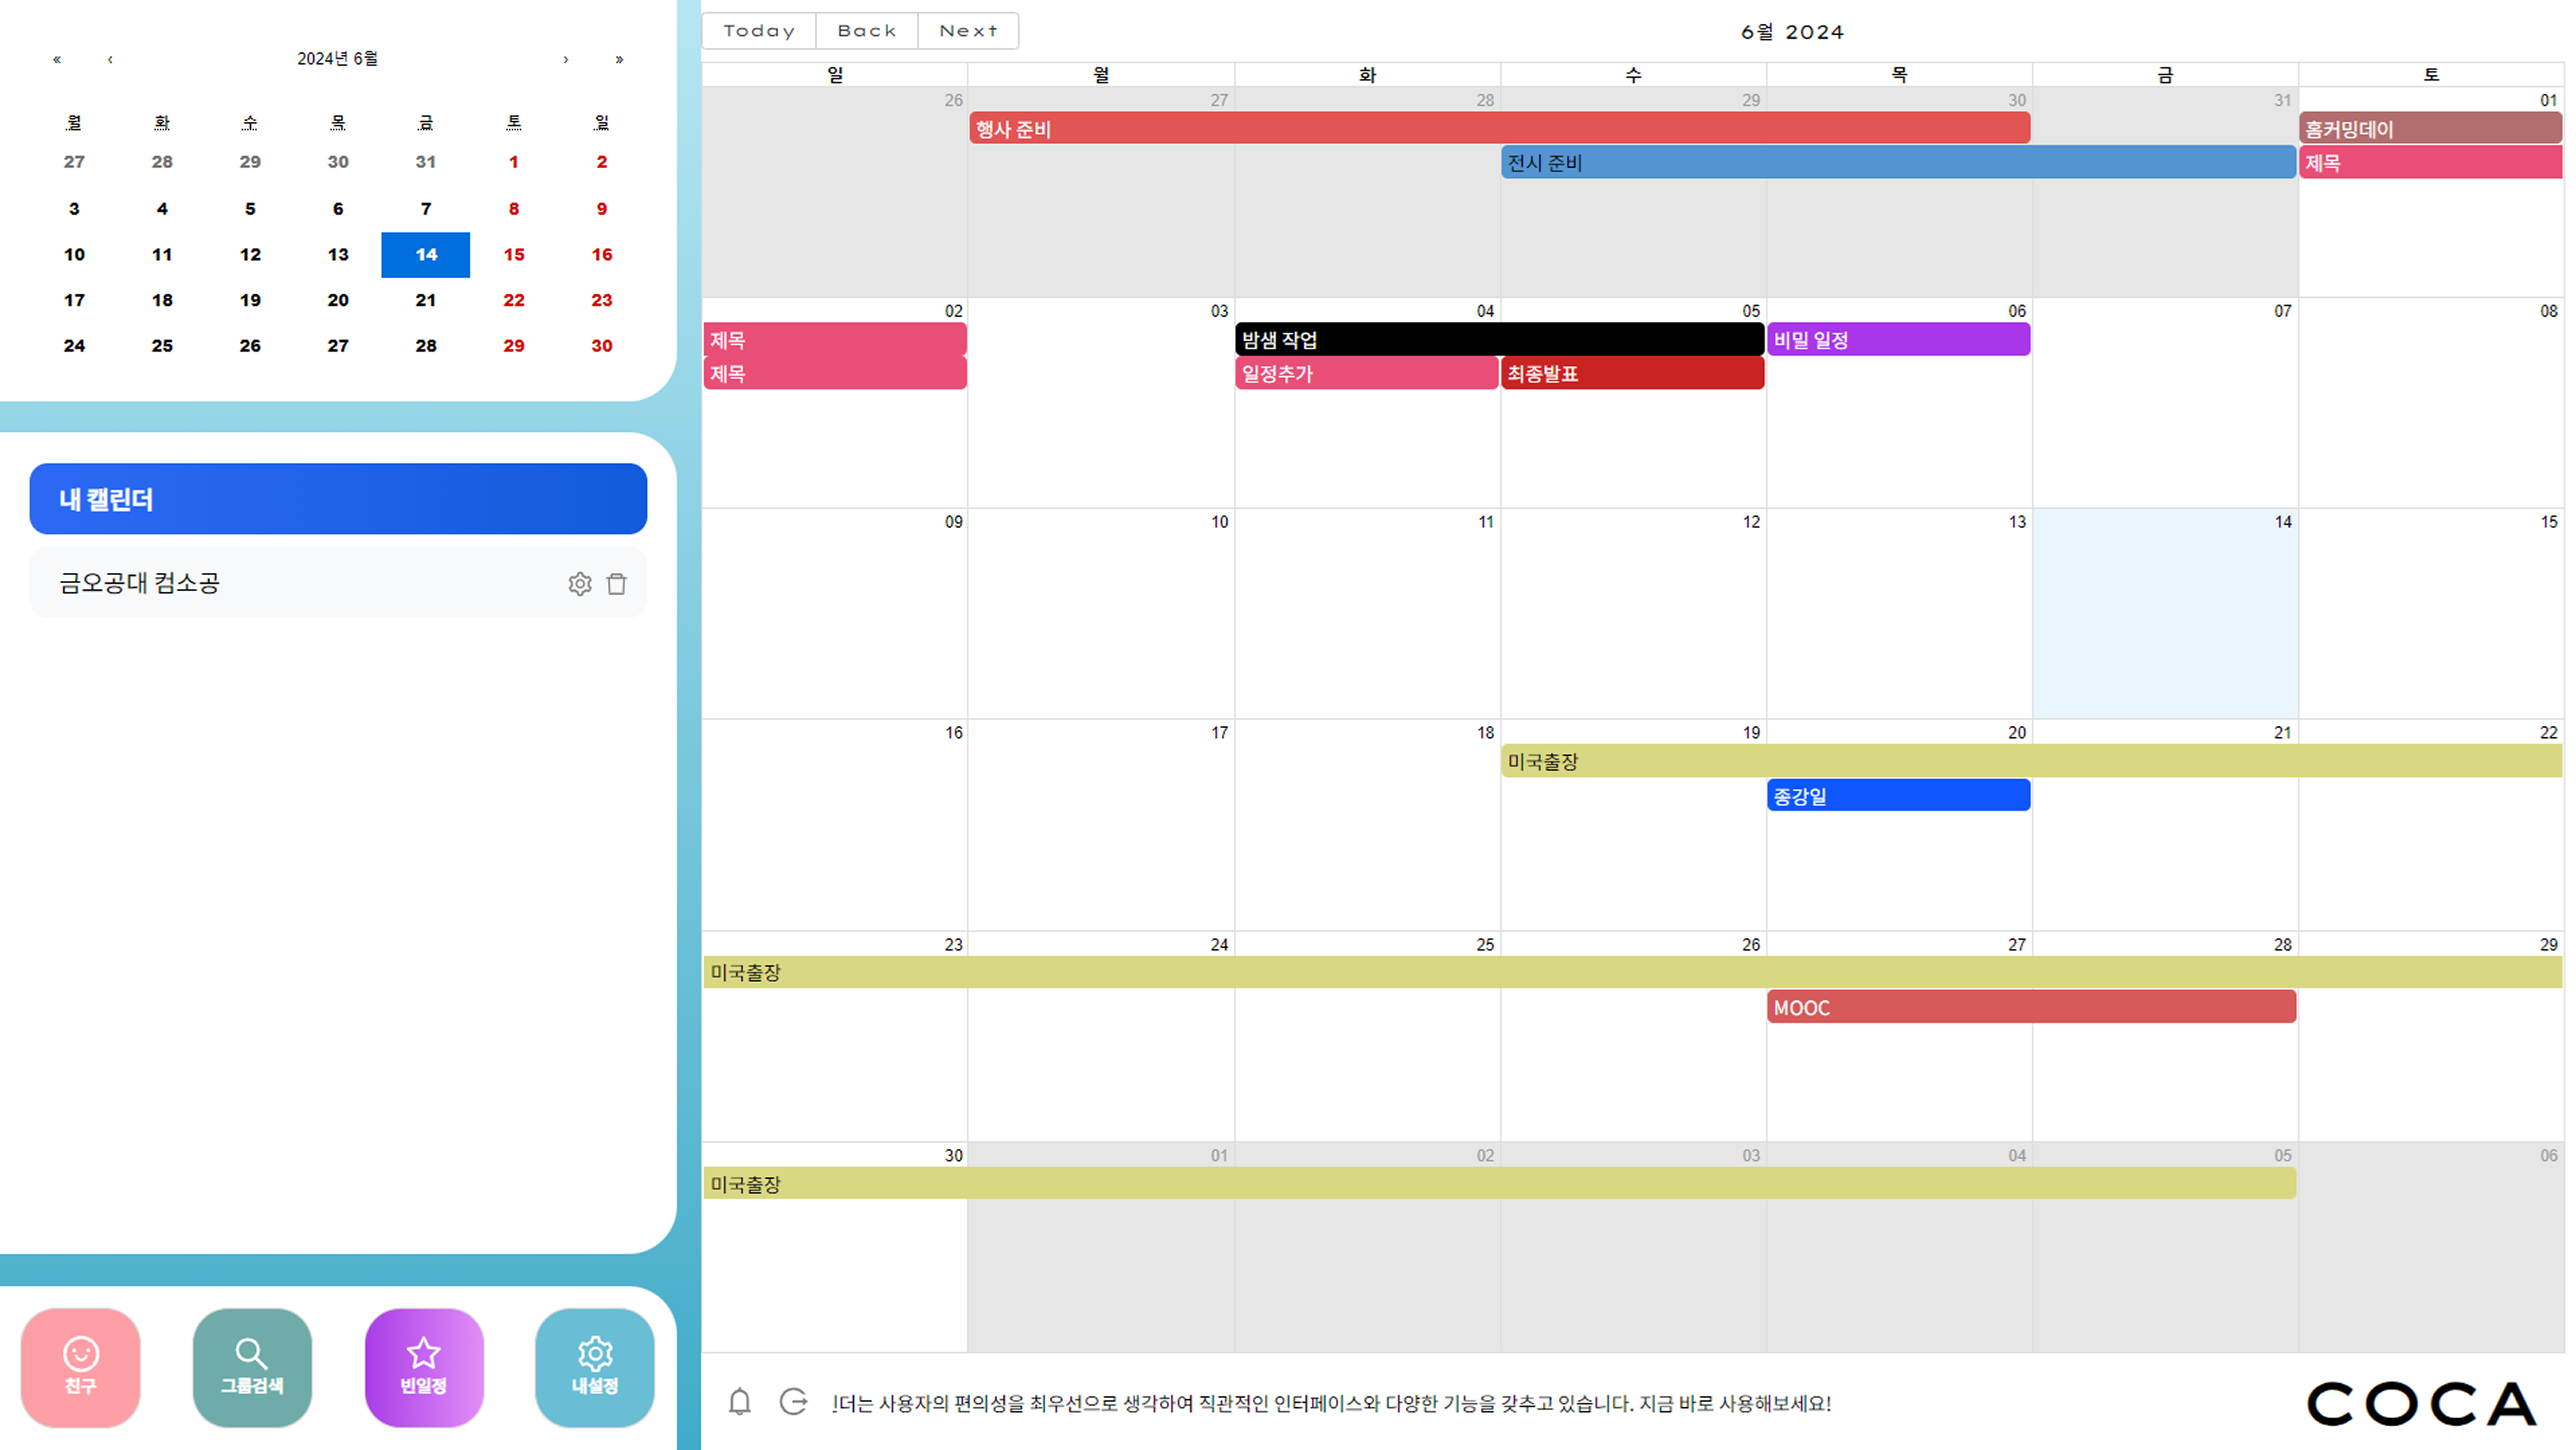 « ‹ 2024년 6월 › »
월 화 수 목 금 토 일
27 28 29 30 31 1 2
3 4 5 6 7 8 9
10 11 12 13 14 15 16
17 18 19 20 21 22 23
24 25 26 27 28 29 30
내 캘린더
금오공대 컴소공
친구 그룹검색 빈일정 내설정
Today Back Next 6월 2024
일 월 화 수 목 금 토
26 27 28 29 30 31 01
행사 준비 홈커밍데이
전시 준비 제목
02 03 04 05 06 07 08
제목 밤샘 작업 비밀 일정
제목 일정추가 최종발표
09 10 11 12 13 14 15
16 17 18 19 20 21 22
미국출장
종강일
23 24 25 26 27 28 29
미국출장
MOOC
30 01 02 03 04 05 06
미국출장
더는 사용자의 편의성을 최우선으로 생각하여 직관적인 인터페이스와 다양한 기능을 갖추고 있습니다. 지금 바로 사용해보세요!
COCA